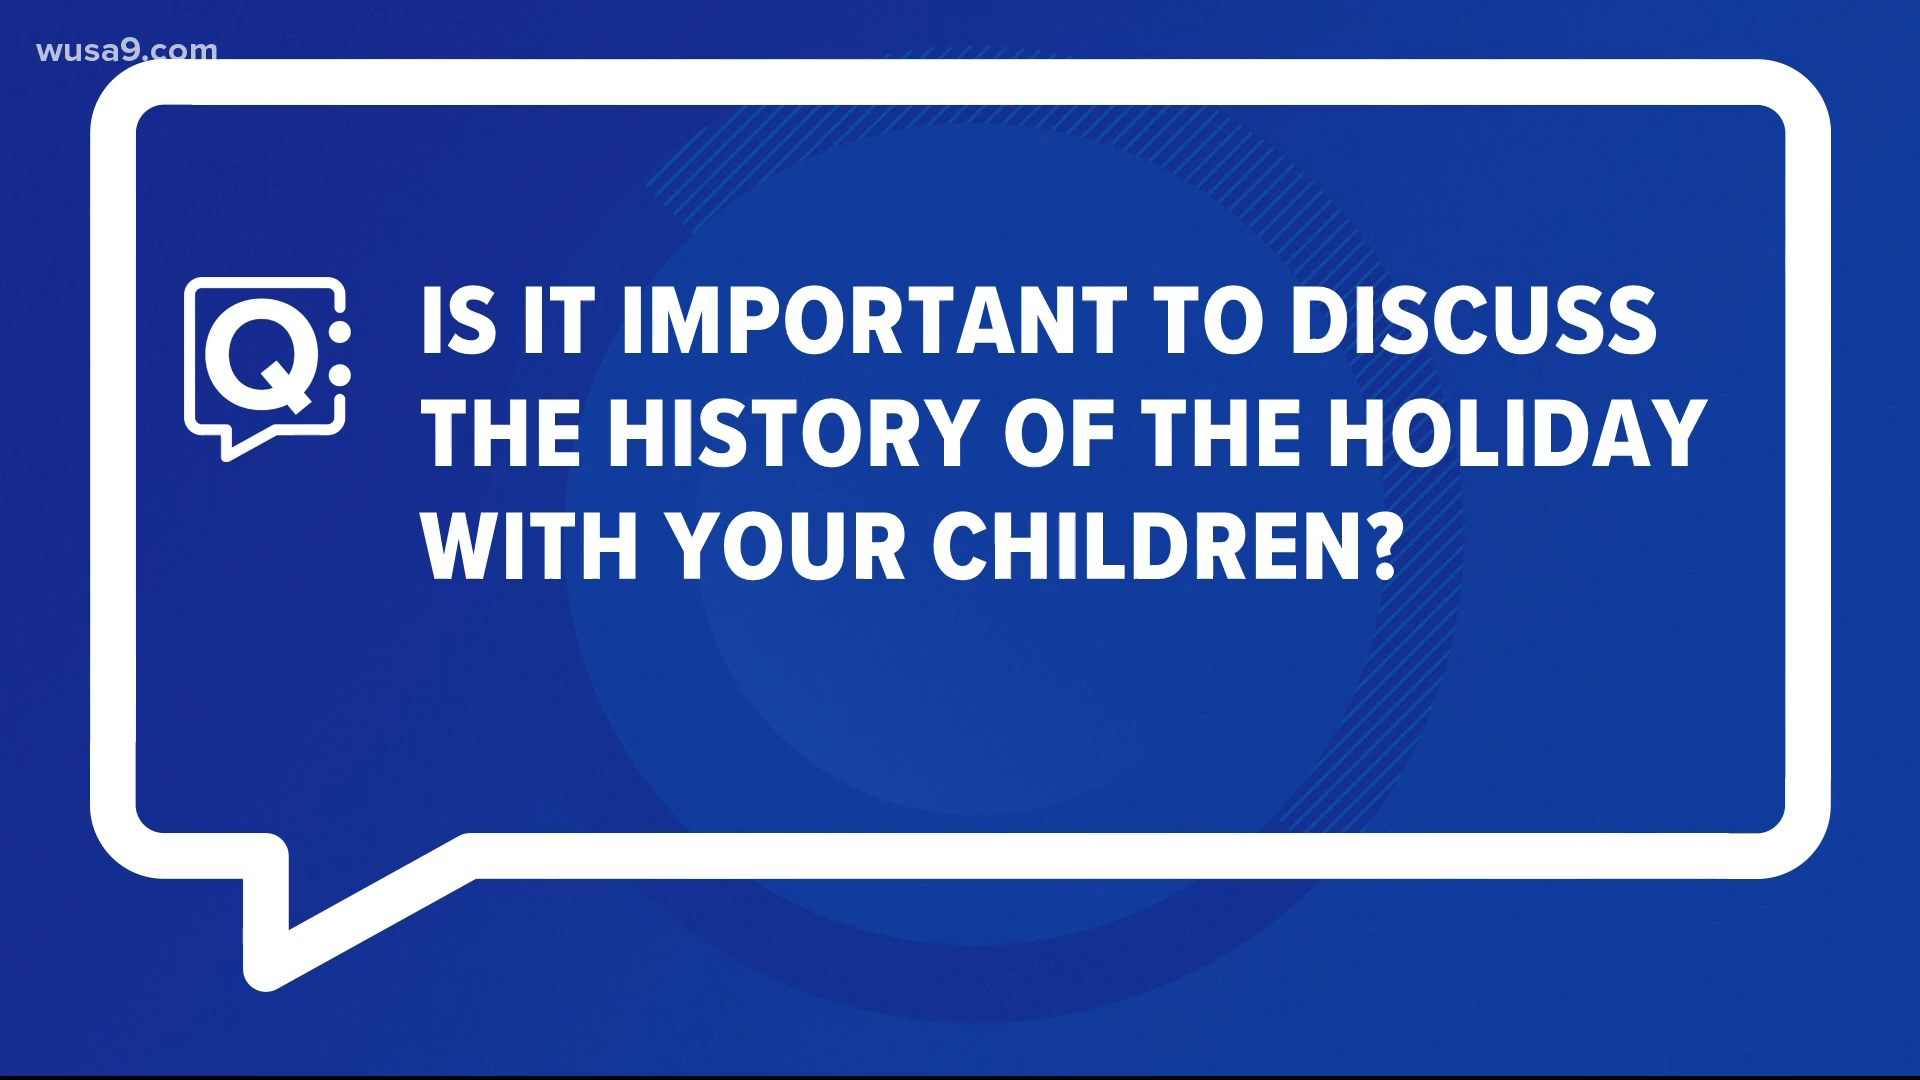 wusa9.com
Q:
IS IT IMPORTANT TO DISCUSS
THE HISTORY OF THE HOLIDAY
WITH YOUR CHILDREN?